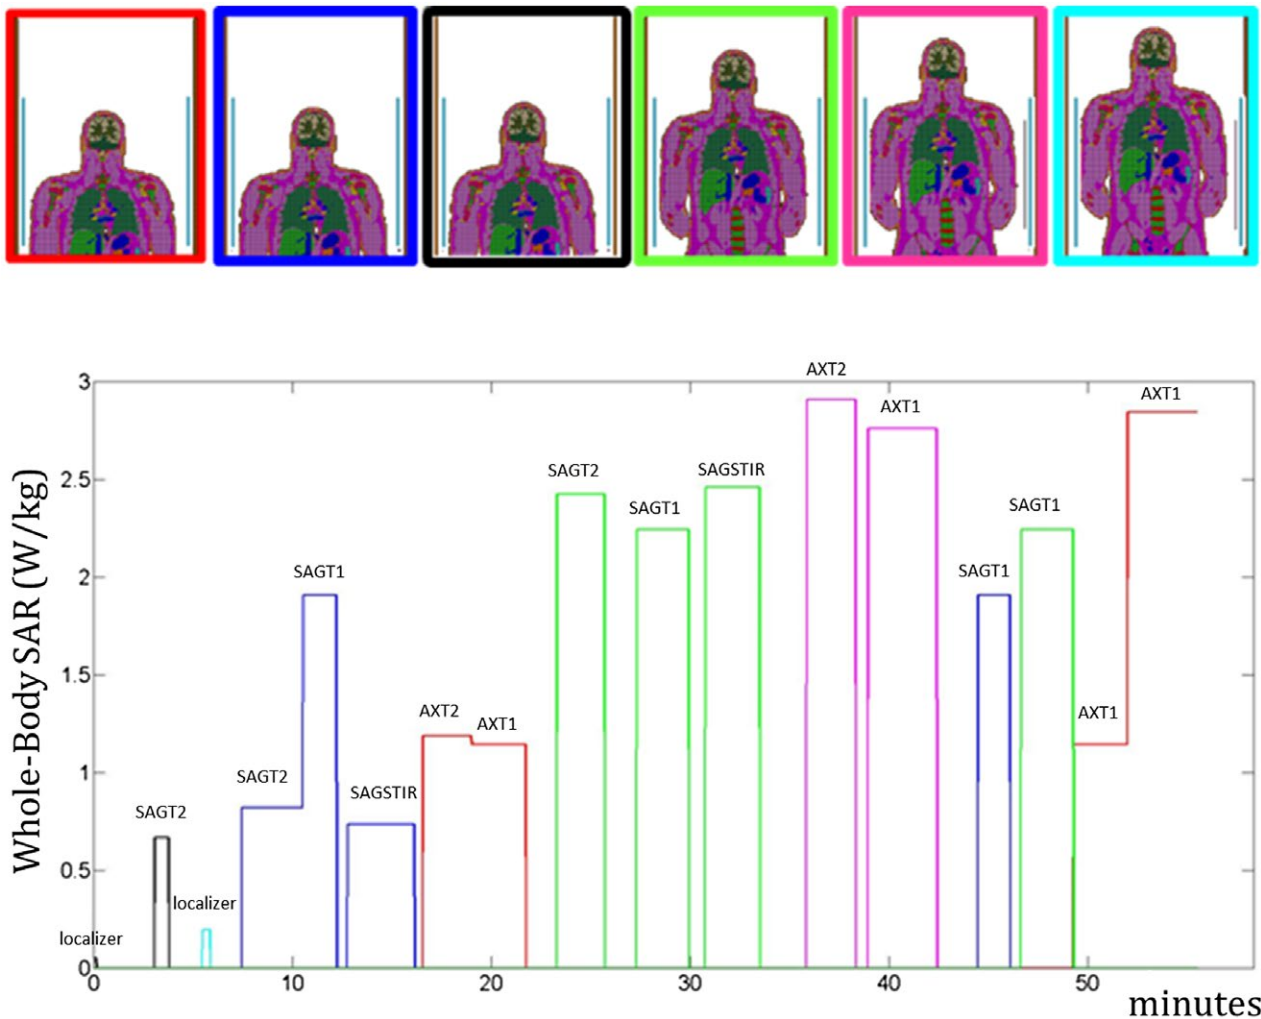 AXT2
3
AXT1
AXT1
SAGT2
SAGSTIR
2.5
SAGT1
SAGT1
SAGT1
SAGT1
2
Whole-Body SAR (W/kg)
1.5
AXT2
AXT1
AXT1
1
SAGT2
SAGSTIR
SAGT2
0.5
localizer
localizer
0
0 10 20 30 40 50
minutes